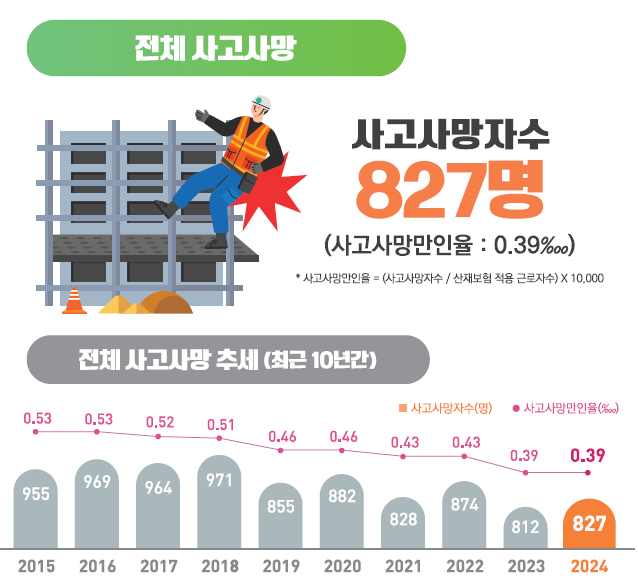 전체 사고사망
사고사망자수
827명
(사고사망만인율 : 0.39‱)
* 사고사망만인율 = (사고사망자수 / 산재보험 적용 근로자수) X 10,000
전체 사고사망 추세 (최근 10년간)
사고사망자수(명) 사고사망만인율(‱)
0.53 0.53 0.52 0.51 0.46 0.46 0.43 0.43 0.39 0.39
955 969 964 971 855 882 828 874 812 827
2015 2016 2017 2018 2019 2020 2021 2022 2023 2024